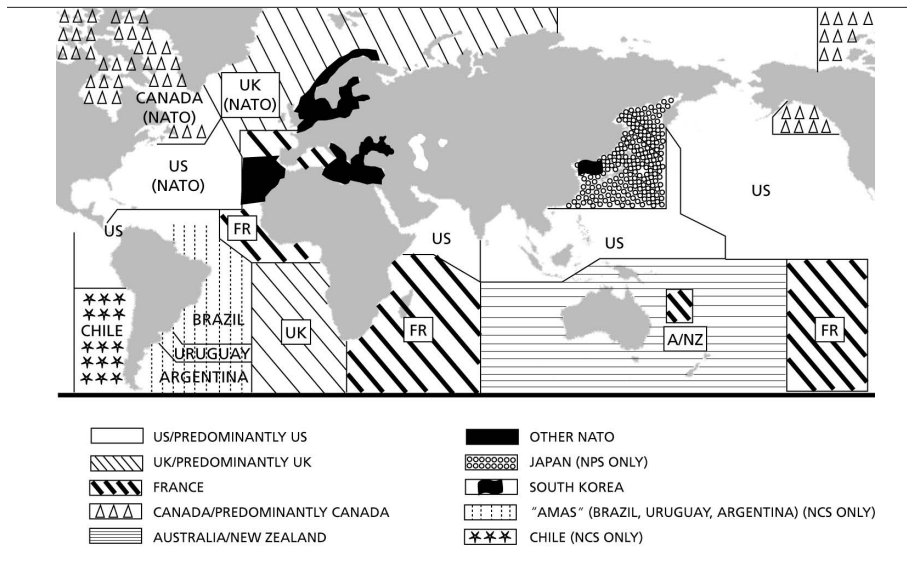 CANADA
(NATO)
UK
(NATO)
US
(NATO)
US
FR
US
US
US
CHILE
BRAZIL
URUGUAY
ARGENTINA
UK
FR
A/NZ
FR
US/PREDOMINANTLY US
UK/PREDOMINANTLY UK
FRANCE
CANADA/PREDOMINANTLY CANADA
AUSTRALIA/NEW ZEALAND
OTHER NATO
JAPAN (NPS ONLY)
SOUTH KOREA
"AMAS" (BRAZIL, URUGUAY, ARGENTINA) (NCS ONLY)
CHILE (NCS ONLY)